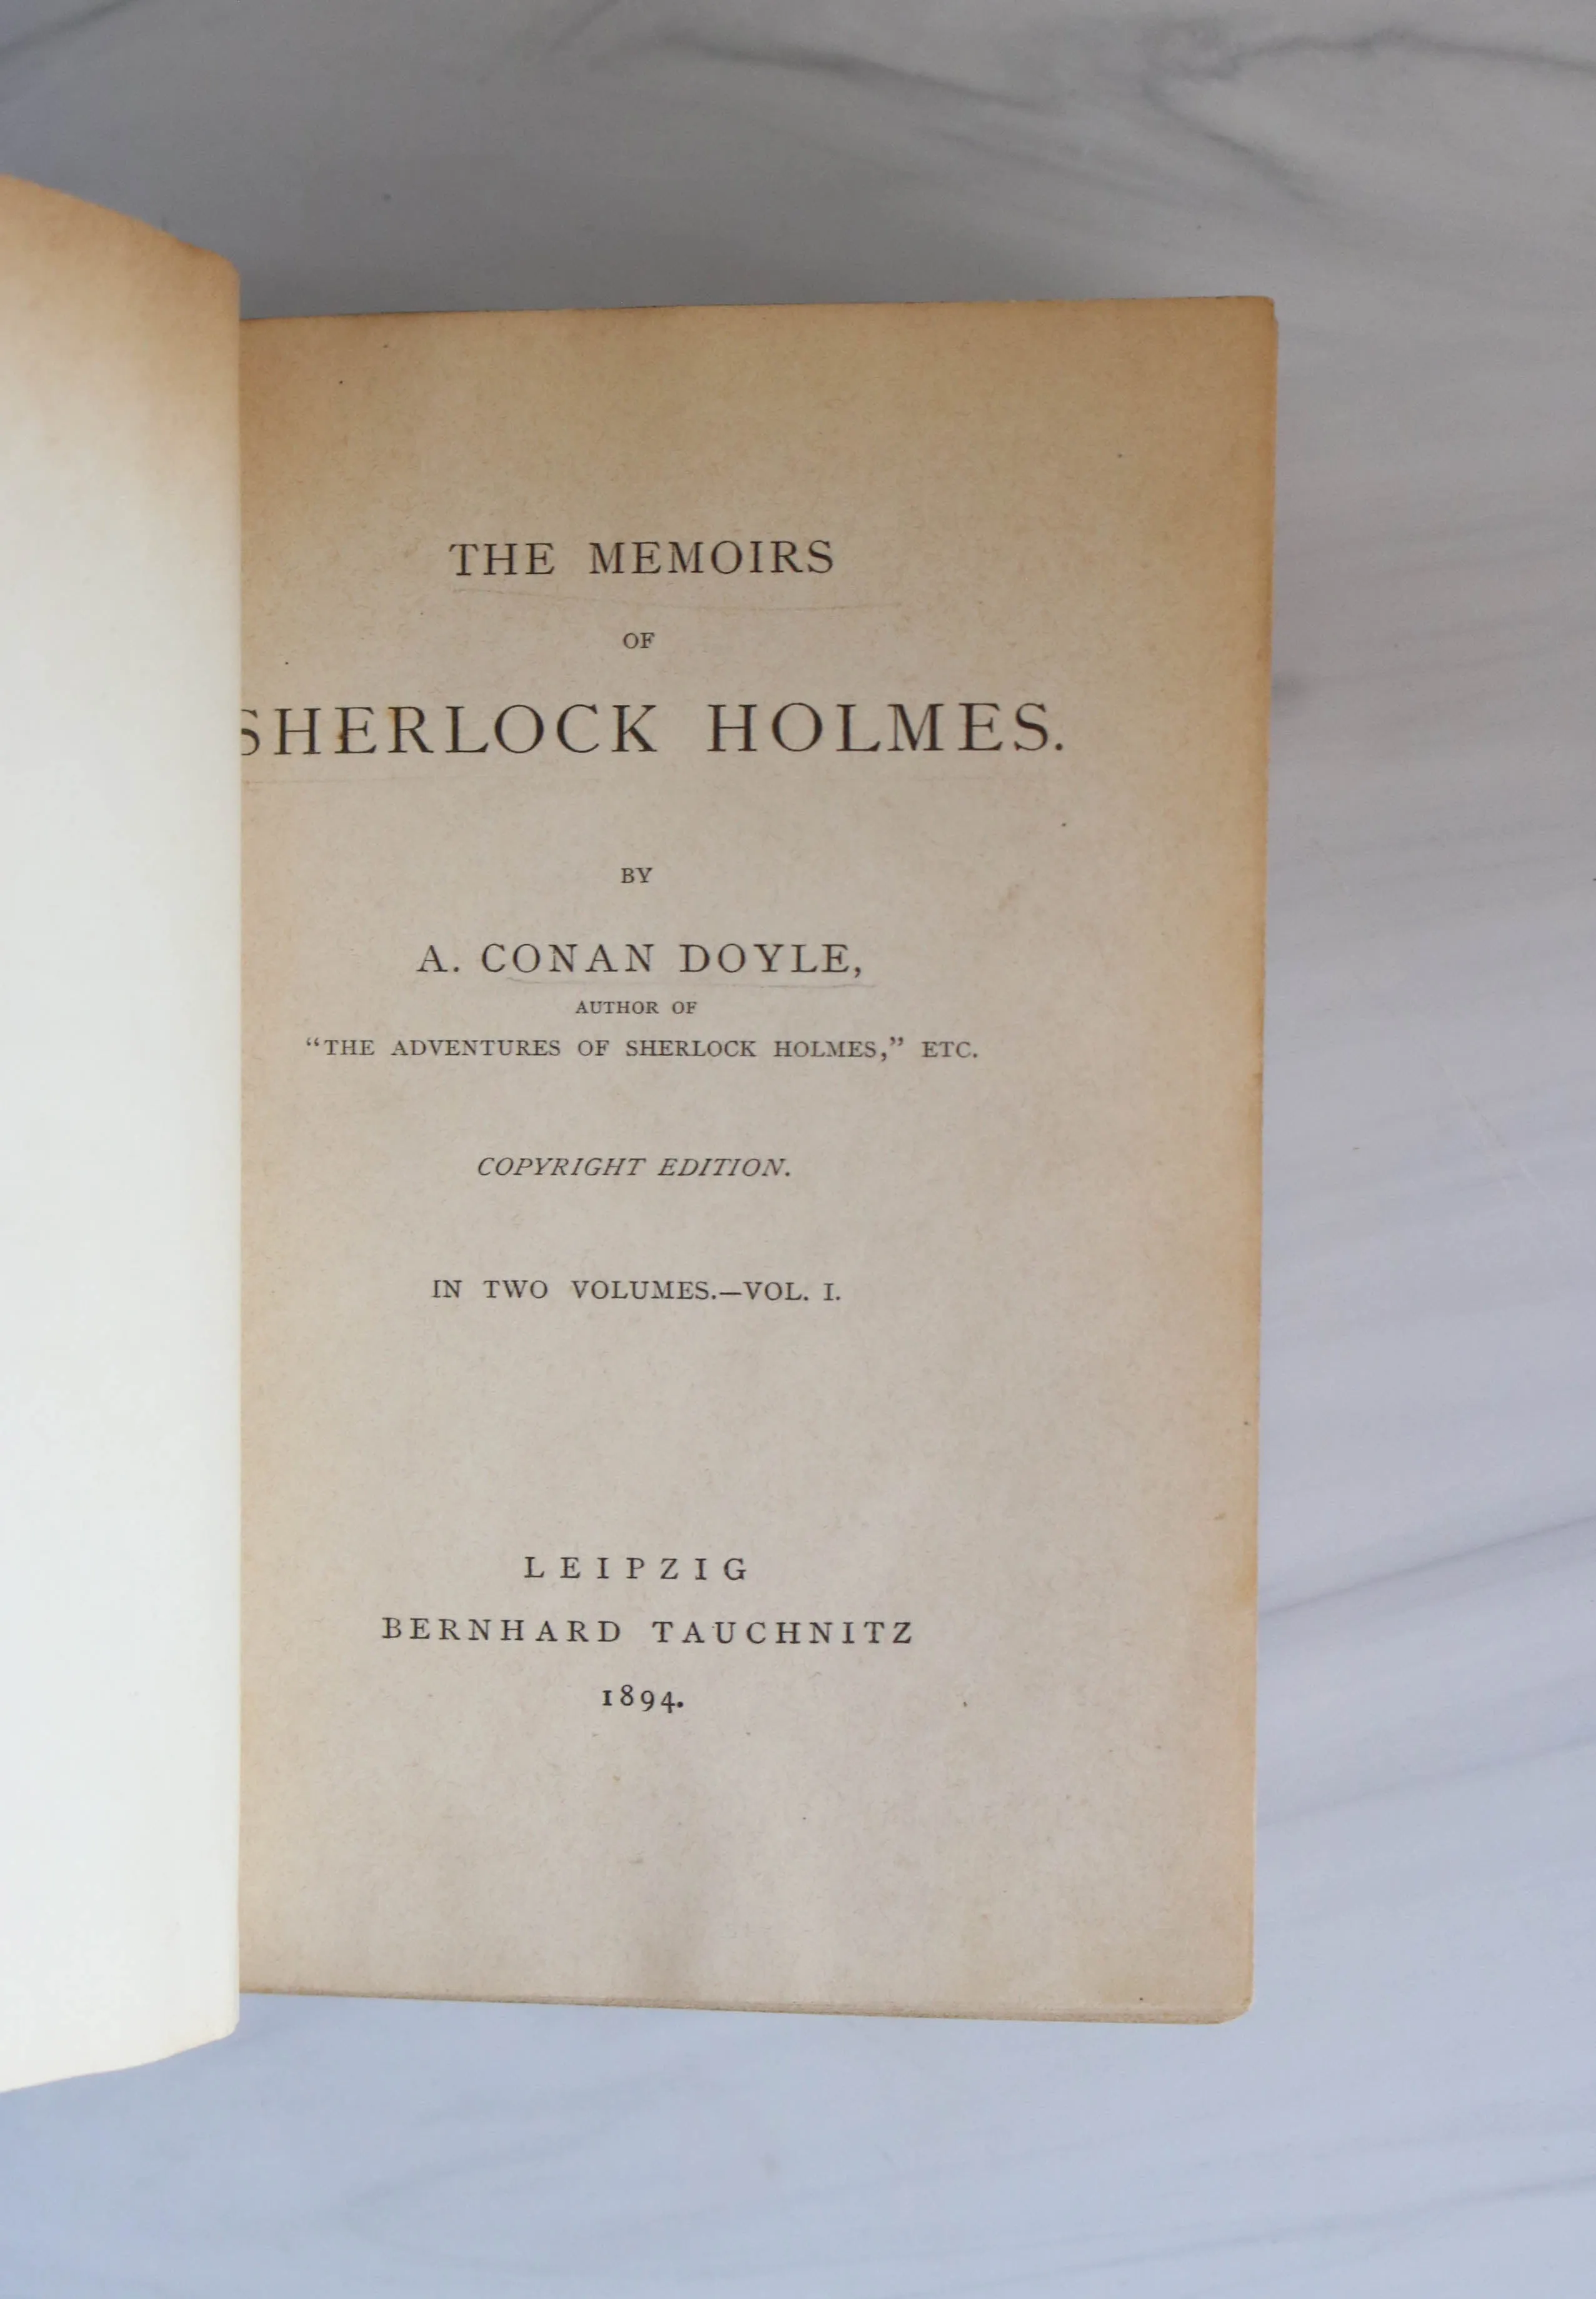 THE MEMOIRS
OF
SHERLOCK HOLMES.
BY
A. CONAN DOYLE,
AUTHOR OF
“THE ADVENTURES OF SHERLOCK HOLMES,” ETC.
COPYRIGHT EDITION.
IN TWO VOLUMES.—VOL. I.
LEIPZIG
BERNHARD TAUCHNITZ
1894.